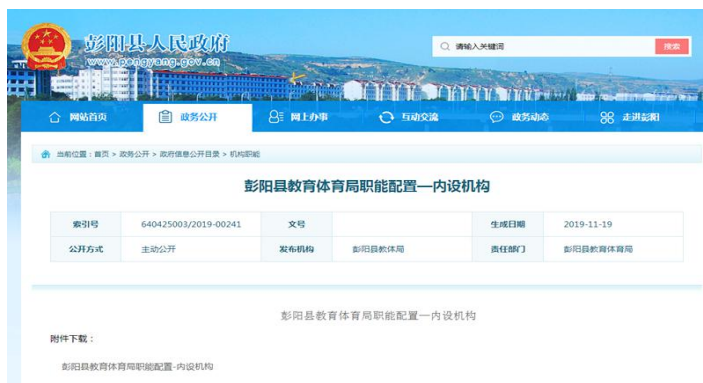 彭阳县人民政府
www.pengyang.gov.cn
请输入关键词 搜索
网站首页 政务公开 网上办事 互动交流 政务动态 走进彭阳
当前位置：首页 > 政务公开 > 政府信息公开目录 > 机构职能
彭阳县教育体育局职能配置—内设机构
索引号 640425003/2019-00241 文号 生成日期 2019-11-19
公开方式 主动公开 发布机构 彭阳县教体局 责任部门 彭阳县教育体育局
彭阳县教育体育局职能配置—内设机构
附件下载：
彭阳县教育体育局职能配置-内设机构